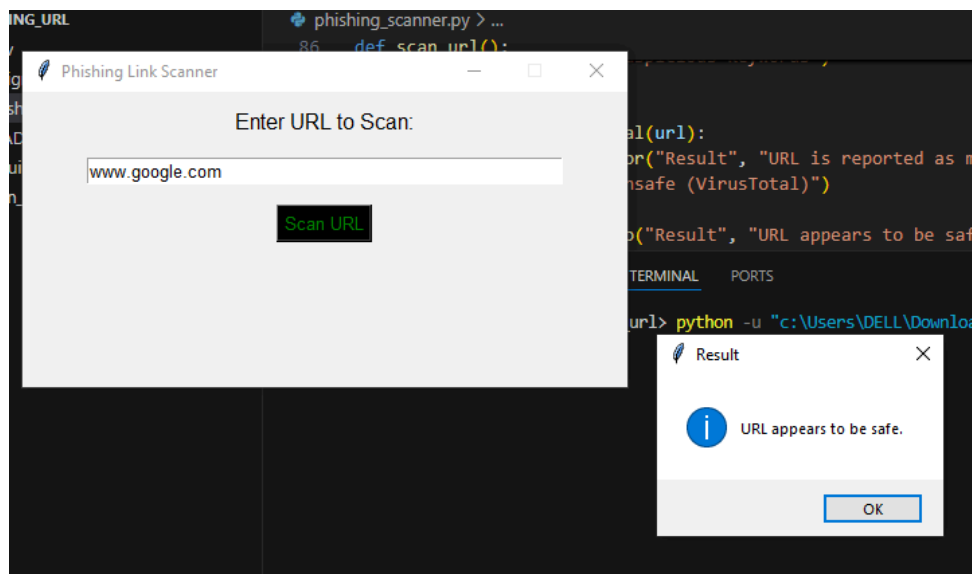 ING_URL
phishing_scanner.py > ...
86 def scan_url():
Phishing Link Scanner
Enter URL to Scan:
www.google.com
Scan URL
al(url):
or("Result", "URL is reported as m
nsafe (VirusTotal)")
o("Result", "URL appears to be saf
TERMINAL PORTS
url> python -u "c:\Users\DELL\Downloa
Result
URL appears to be safe.
OK